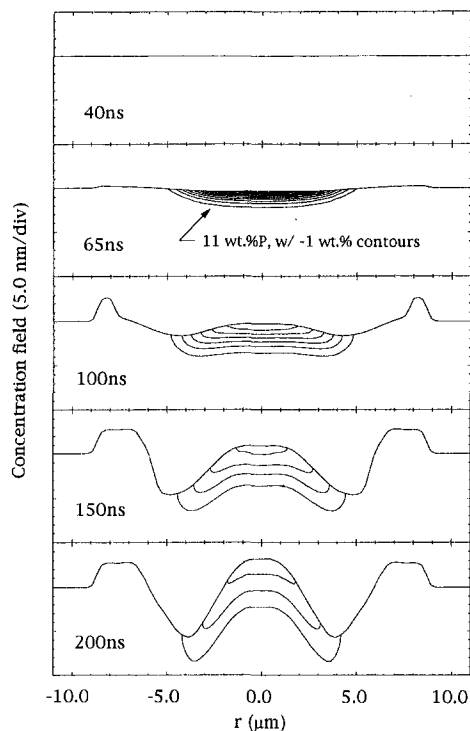 40ns
65ns
11 wt.%P, w/ -1 wt.% contours
100ns
150ns
200ns
Concentration field (5.0 nm/div)
-10.0 -5.0 0.0 5.0 10.0
r (μm)